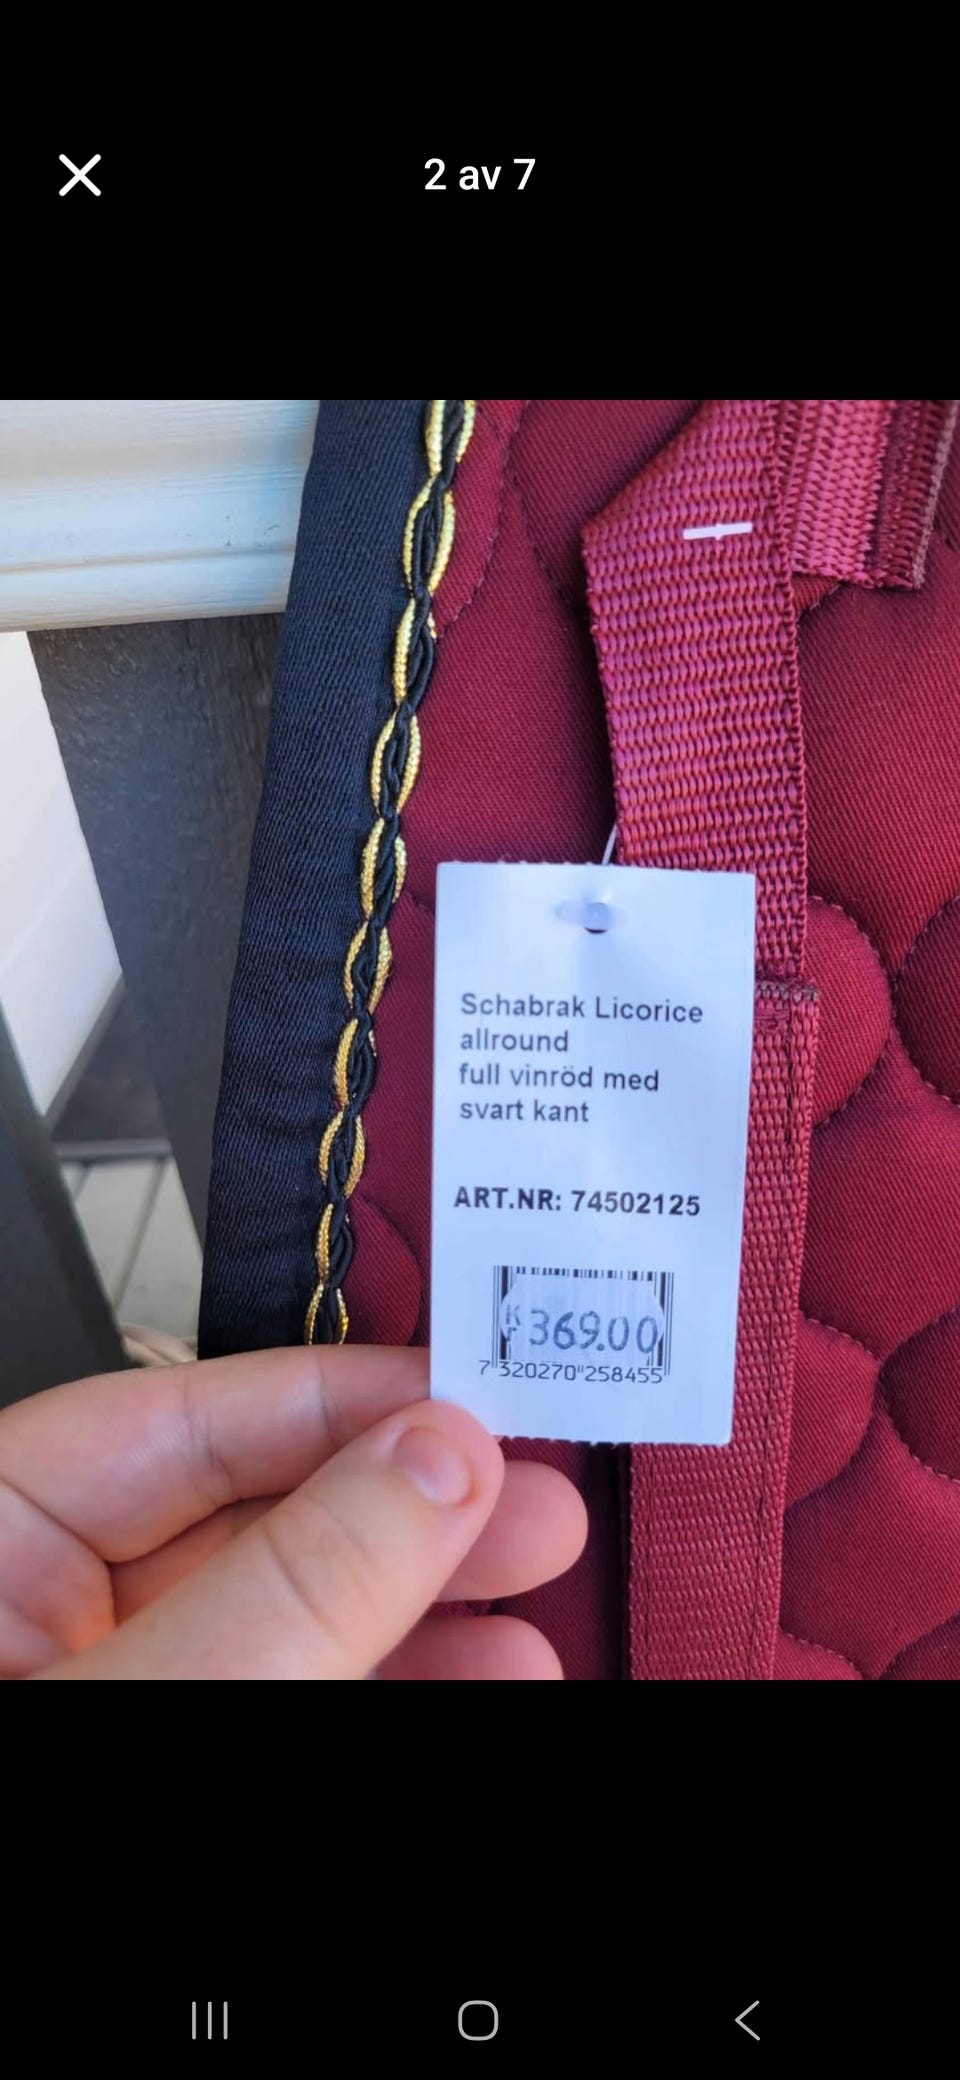 2 av 7
Schabrak Licorice
allround
full vinröd med
svart kant
ART.NR: 74502125
Kr 369.00
7 320270 258455